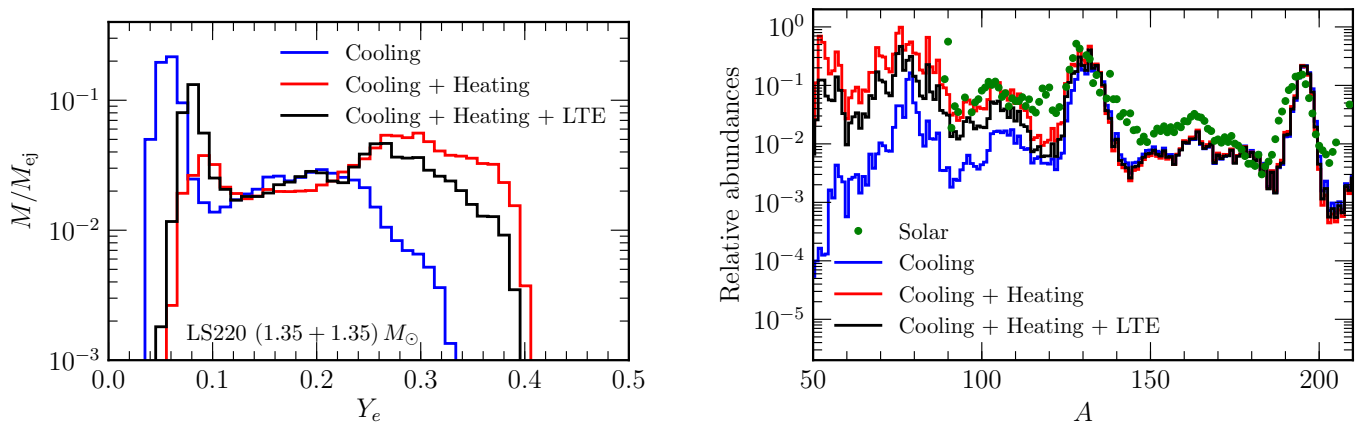 10⁻¹
10⁻²
10⁻³
M/M_ej
Cooling
Cooling + Heating
Cooling + Heating + LTE
LS220 (1.35 + 1.35) M_⊙
0.0 0.1 0.2 0.3 0.4 0.5
Y_e
10⁰
10⁻¹
10⁻²
10⁻³
10⁻⁴
10⁻⁵
Relative abundances
Solar
Cooling
Cooling + Heating
Cooling + Heating + LTE
50 100 150 200
A